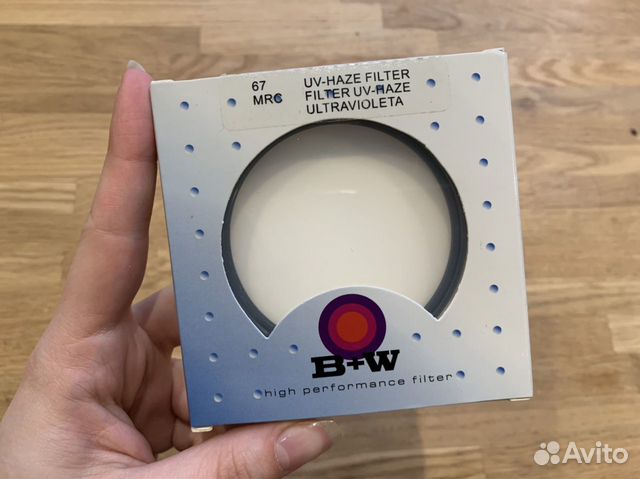 67 UV-HAZE FILTER
MRC FILTER UV-HAZE
ULTRAVIOLETA
B+W
high performance filter
Avito